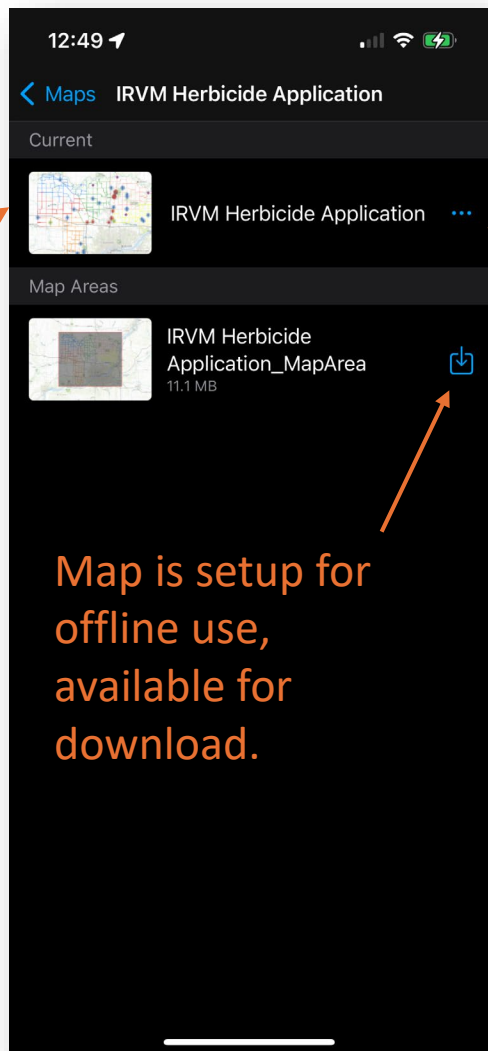 12:49
Maps IRVM Herbicide Application
Current
IRVM Herbicide Application
Map Areas
IRVM Herbicide
Application_MapArea
11.1 MB
Map is setup for
offline use,
available for
download.